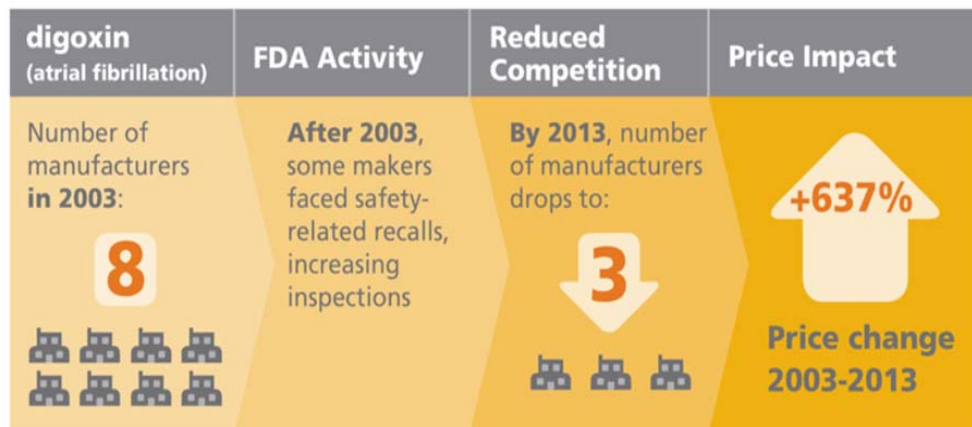 digoxin
(atrial fibrillation)
FDA Activity
Reduced
Competition
Price Impact
Number of
manufacturers
in 2003:
8
After 2003,
some makers
faced safety-
related recalls,
increasing
inspections
By 2013, number
of manufacturers
drops to:
3
+637%
Price change
2003-2013